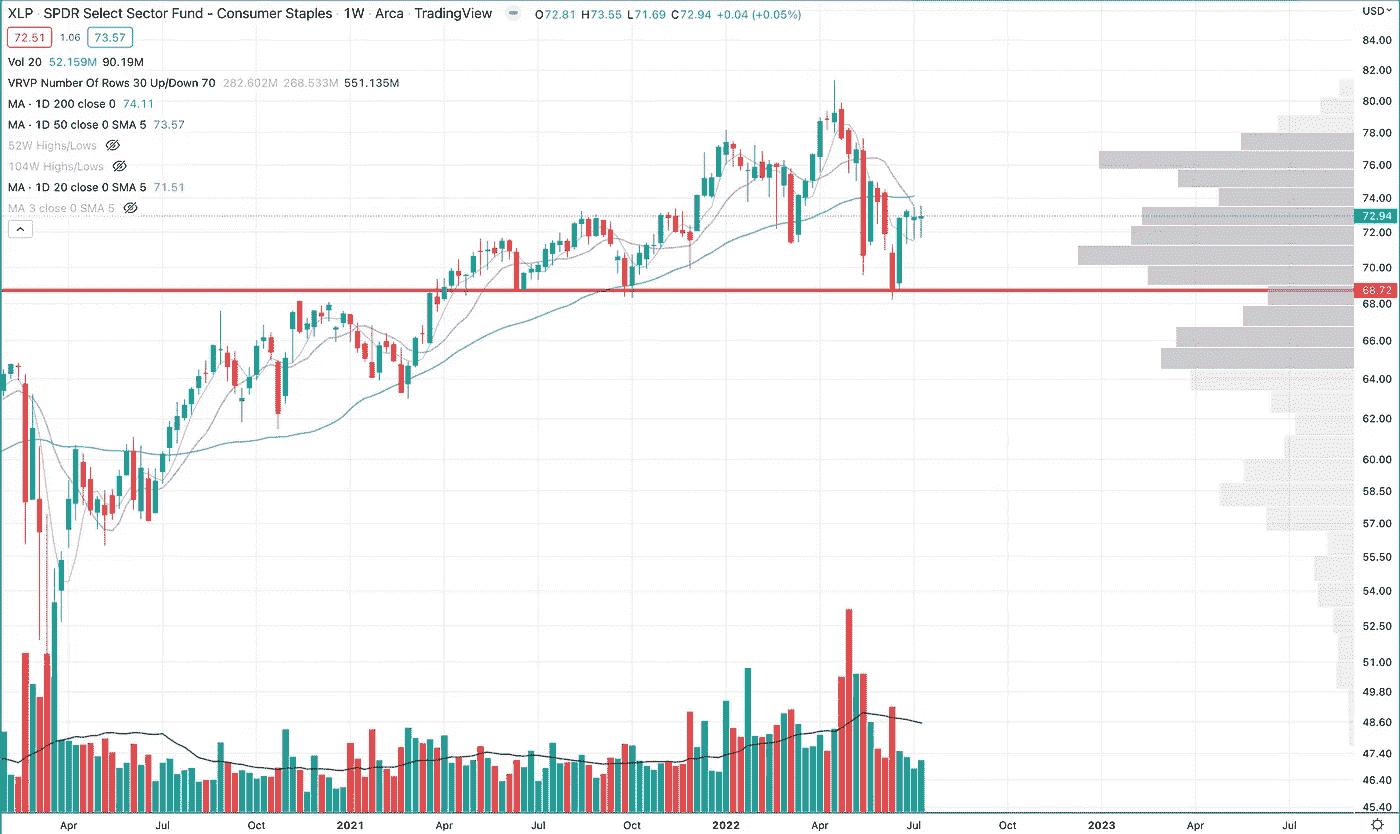 XLP · SPDR Select Sector Fund - Consumer Staples · 1W · Arca · TradingView O72.81 H73.55 L71.69 C72.94 +0.04 (+0.05%)
USD
72.51 1.06 73.57
Vol 20 52.159M 90.19M
VRVP Number Of Rows 30 Up/Down 70 282.602M 268.533M 551.135M
MA · 1D 200 close 0 74.11
MA · 1D 50 close 0 SMA 5 73.57
52W Highs/Lows
104W Highs/Lows
MA · 1D 20 close 0 SMA 5 71.51
MA 3 close 0 SMA 5
84.00
82.00
80.00
78.00
76.00
74.00
72.94
72.00
70.00
68.72
68.00
66.00
64.00
62.00
60.00
58.50
57.00
55.50
54.00
52.50
51.00
49.80
48.60
47.40
46.40
45.40
Apr Jul Oct 2021 Apr Jul Oct 2022 Apr Jul Oct 2023 Apr Jul